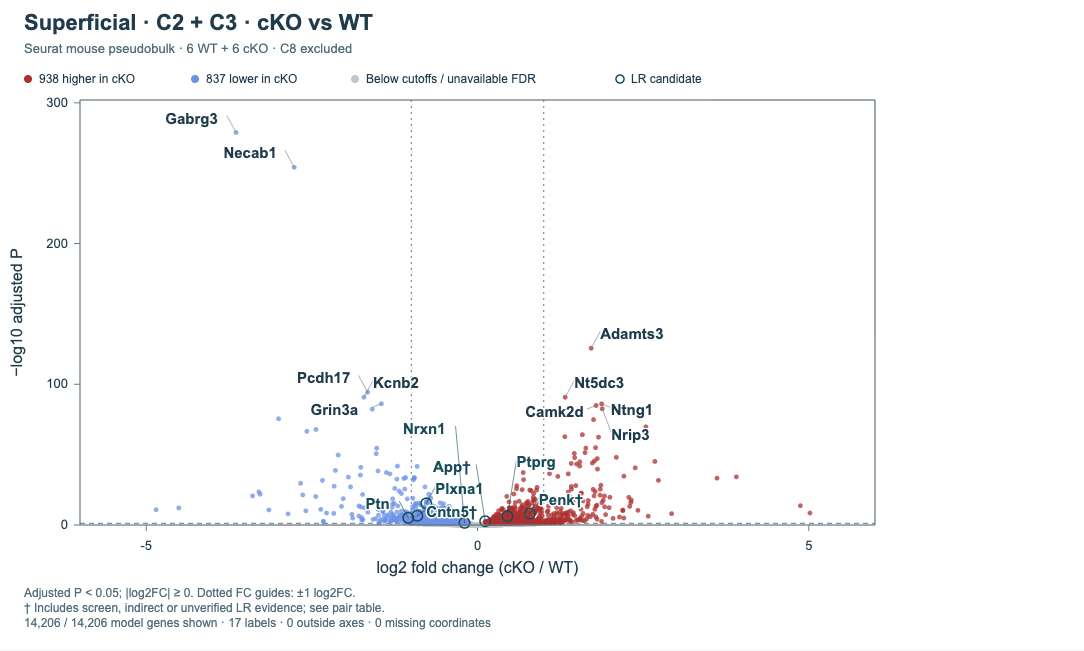 Superficial · C2 + C3 · cKO vs WT
Seurat mouse pseudobulk · 6 WT + 6 cKO · C8 excluded
938 higher in cKO
837 lower in cKO
Below cutoffs / unavailable FDR
LR candidate
300
Gabrg3
Necab1
200
−log10 adjusted P
Adamts3
100
Pcdh17
Kcnb2
Nt5dc3
Grin3a
Camk2d
Ntng1
Nrxn1
Nrip3
App†
Ptprg
Plxna1
Ptn
Penk†
Cntn5†
0
-5
0
5
log2 fold change (cKO / WT)
Adjusted P < 0.05; |log2FC| ≥ 0. Dotted FC guides: ±1 log2FC.
† Includes screen, indirect or unverified LR evidence; see pair table.
14,206 / 14,206 model genes shown · 17 labels · 0 outside axes · 0 missing coordinates